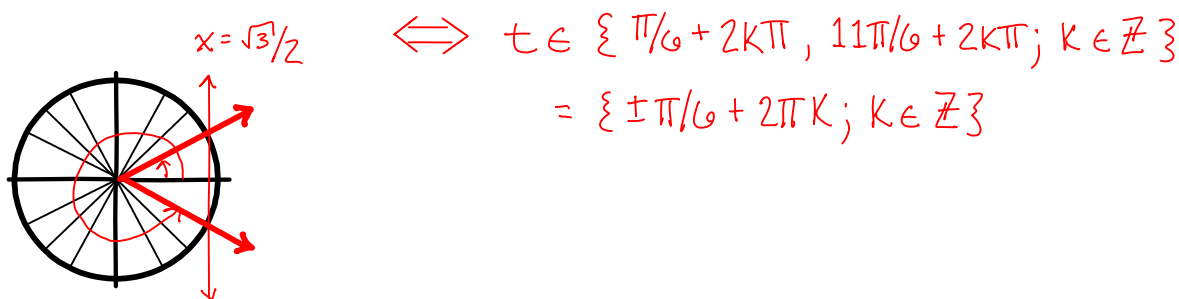 x = √3/2 ⟺ t ∈ { π/6 + 2kπ , 11π/6 + 2kπ ; k ∈ ℤ }
= { ±π/6 + 2πk ; k ∈ ℤ }